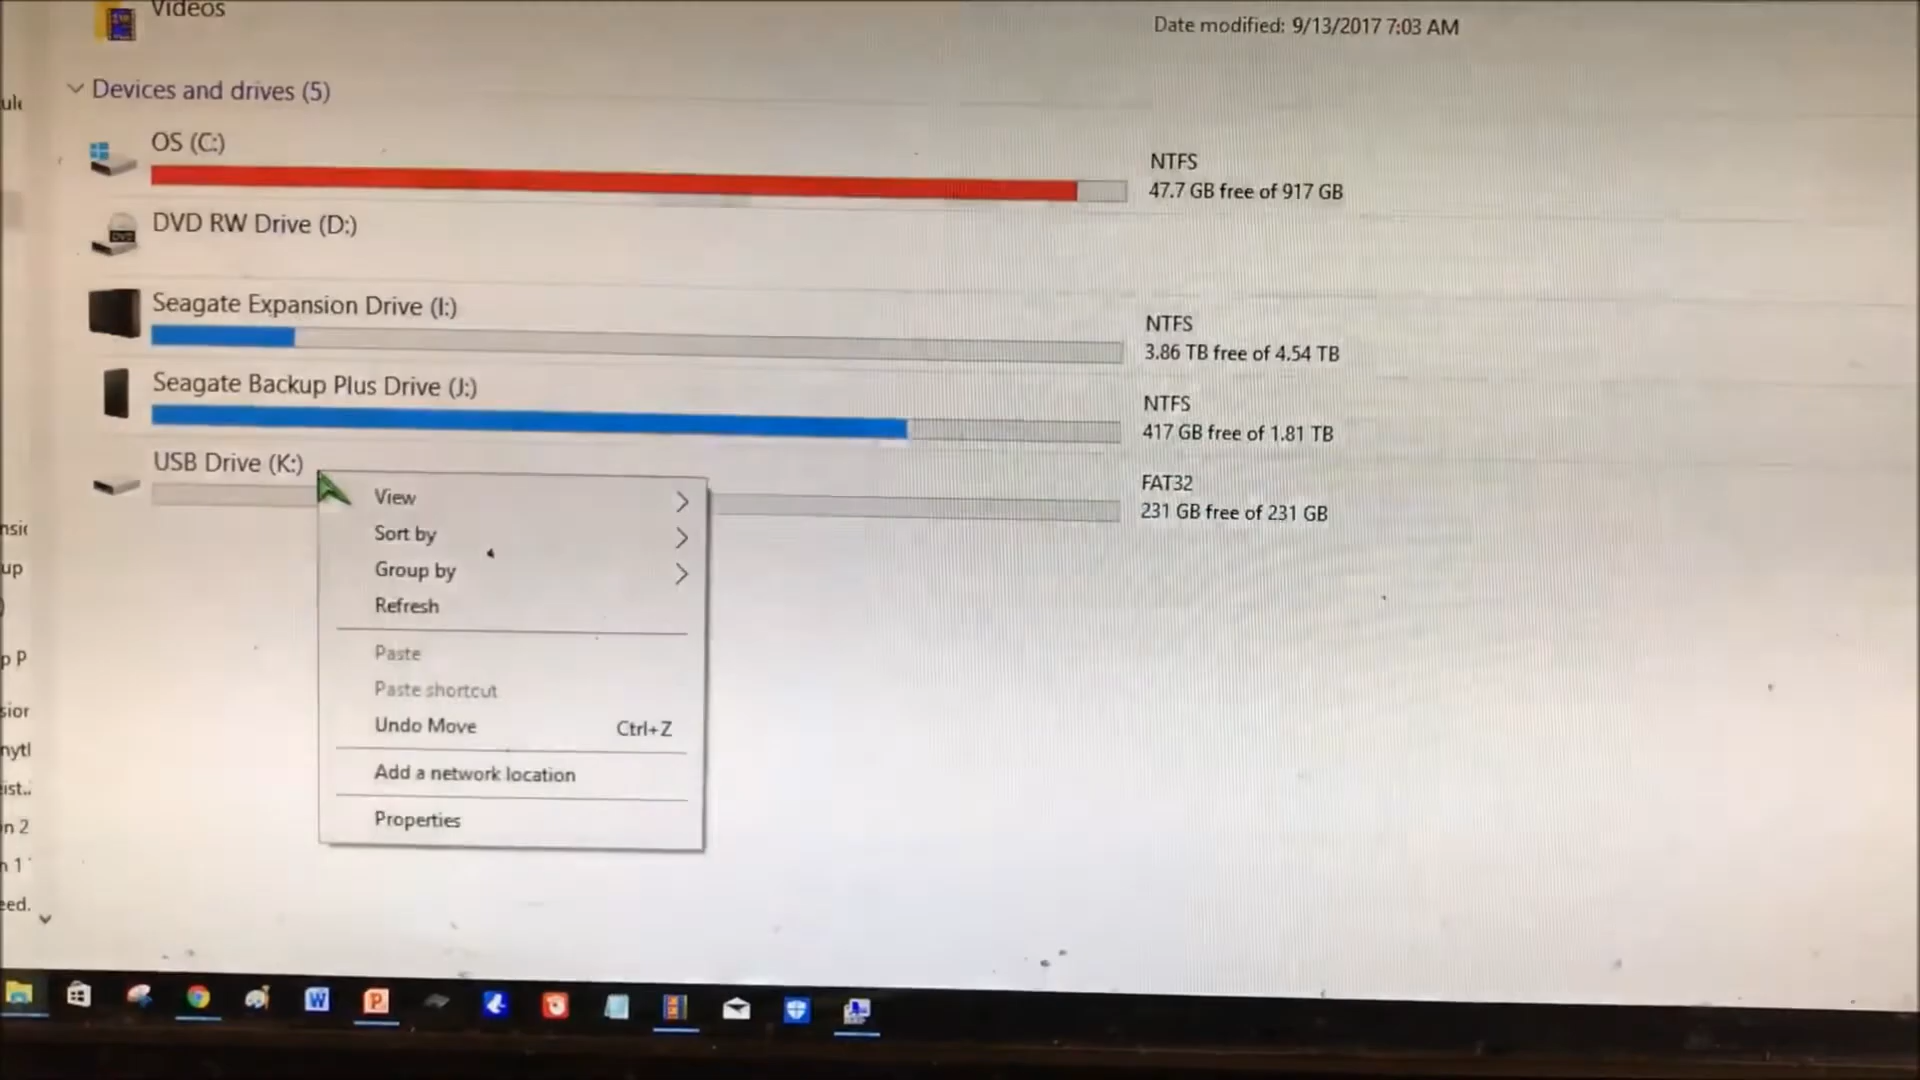 Videos
Date modified: 9/13/2017 7:03 AM
Devices and drives (5)
OS (C:)
NTFS
47.7 GB free of 917 GB
DVD RW Drive (D:)
Seagate Expansion Drive (I:)
NTFS
3.86 TB free of 4.54 TB
Seagate Backup Plus Drive (J:)
NTFS
417 GB free of 1.81 TB
USB Drive (K:)
FAT32
231 GB free of 231 GB
View
Sort by
Group by
Refresh
Paste
Paste shortcut
Undo Move Ctrl+Z
Add a network location
Properties
up
p P
in 2